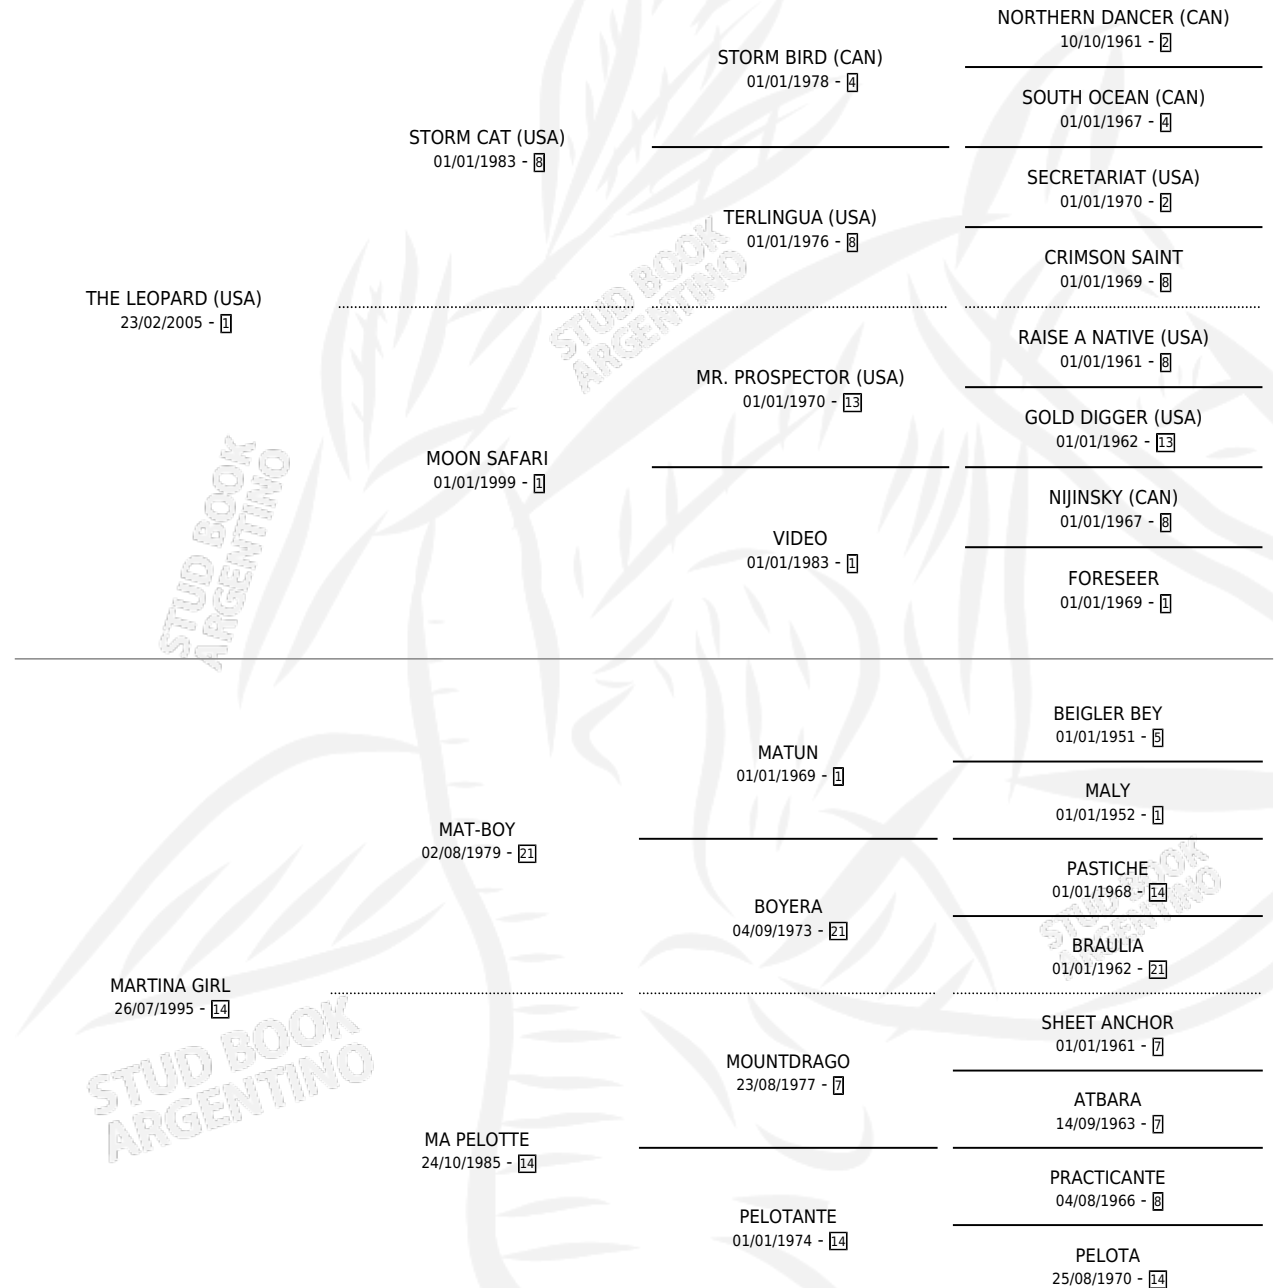 NORTHERN DANCER (CAN)
10/10/1961 - 2
STORM BIRD (CAN)
01/01/1978 - 4
SOUTH OCEAN (CAN)
01/01/1967 - 4
STORM CAT (USA)
01/01/1983 - 8
SECRETARIAT (USA)
01/01/1970 - 2
TERLINGUA (USA)
01/01/1976 - 8
CRIMSON SAINT
01/01/1969 - 8
THE LEOPARD (USA)
23/02/2005 - 1
STUD BOOK
ARGENTINO
RAISE A NATIVE (USA)
01/01/1961 - 8
MR. PROSPECTOR (USA)
01/01/1970 - 13
GOLD DIGGER (USA)
01/01/1962 - 13
MOON SAFARI
01/01/1999 - 1
NIJINSKY (CAN)
01/01/1967 - 8
VIDEO
01/01/1983 - 1
FORESEER
01/01/1969 - 1
STUD BOOK
ARGENTINO
BEIGLER BEY
01/01/1951 - 5
MATUN
01/01/1969 - 1
MALY
01/01/1952 - 1
MAT-BOY
02/08/1979 - 21
PASTICHE
01/01/1968 - 14
BOYERA
04/09/1973 - 21
BRAULIA
01/01/1962 - 21
STUD BOOK
ARGENTINO
MARTINA GIRL
26/07/1995 - 14
STUD BOOK
ARGENTINO
SHEET ANCHOR
01/01/1961 - 7
MOUNTDRAGO
23/08/1977 - 7
ATBARA
14/09/1963 - 7
MA PELOTTE
24/10/1985 - 14
PRACTICANTE
04/08/1966 - 8
PELOTANTE
01/01/1974 - 14
PELOTA
25/08/1970 - 14